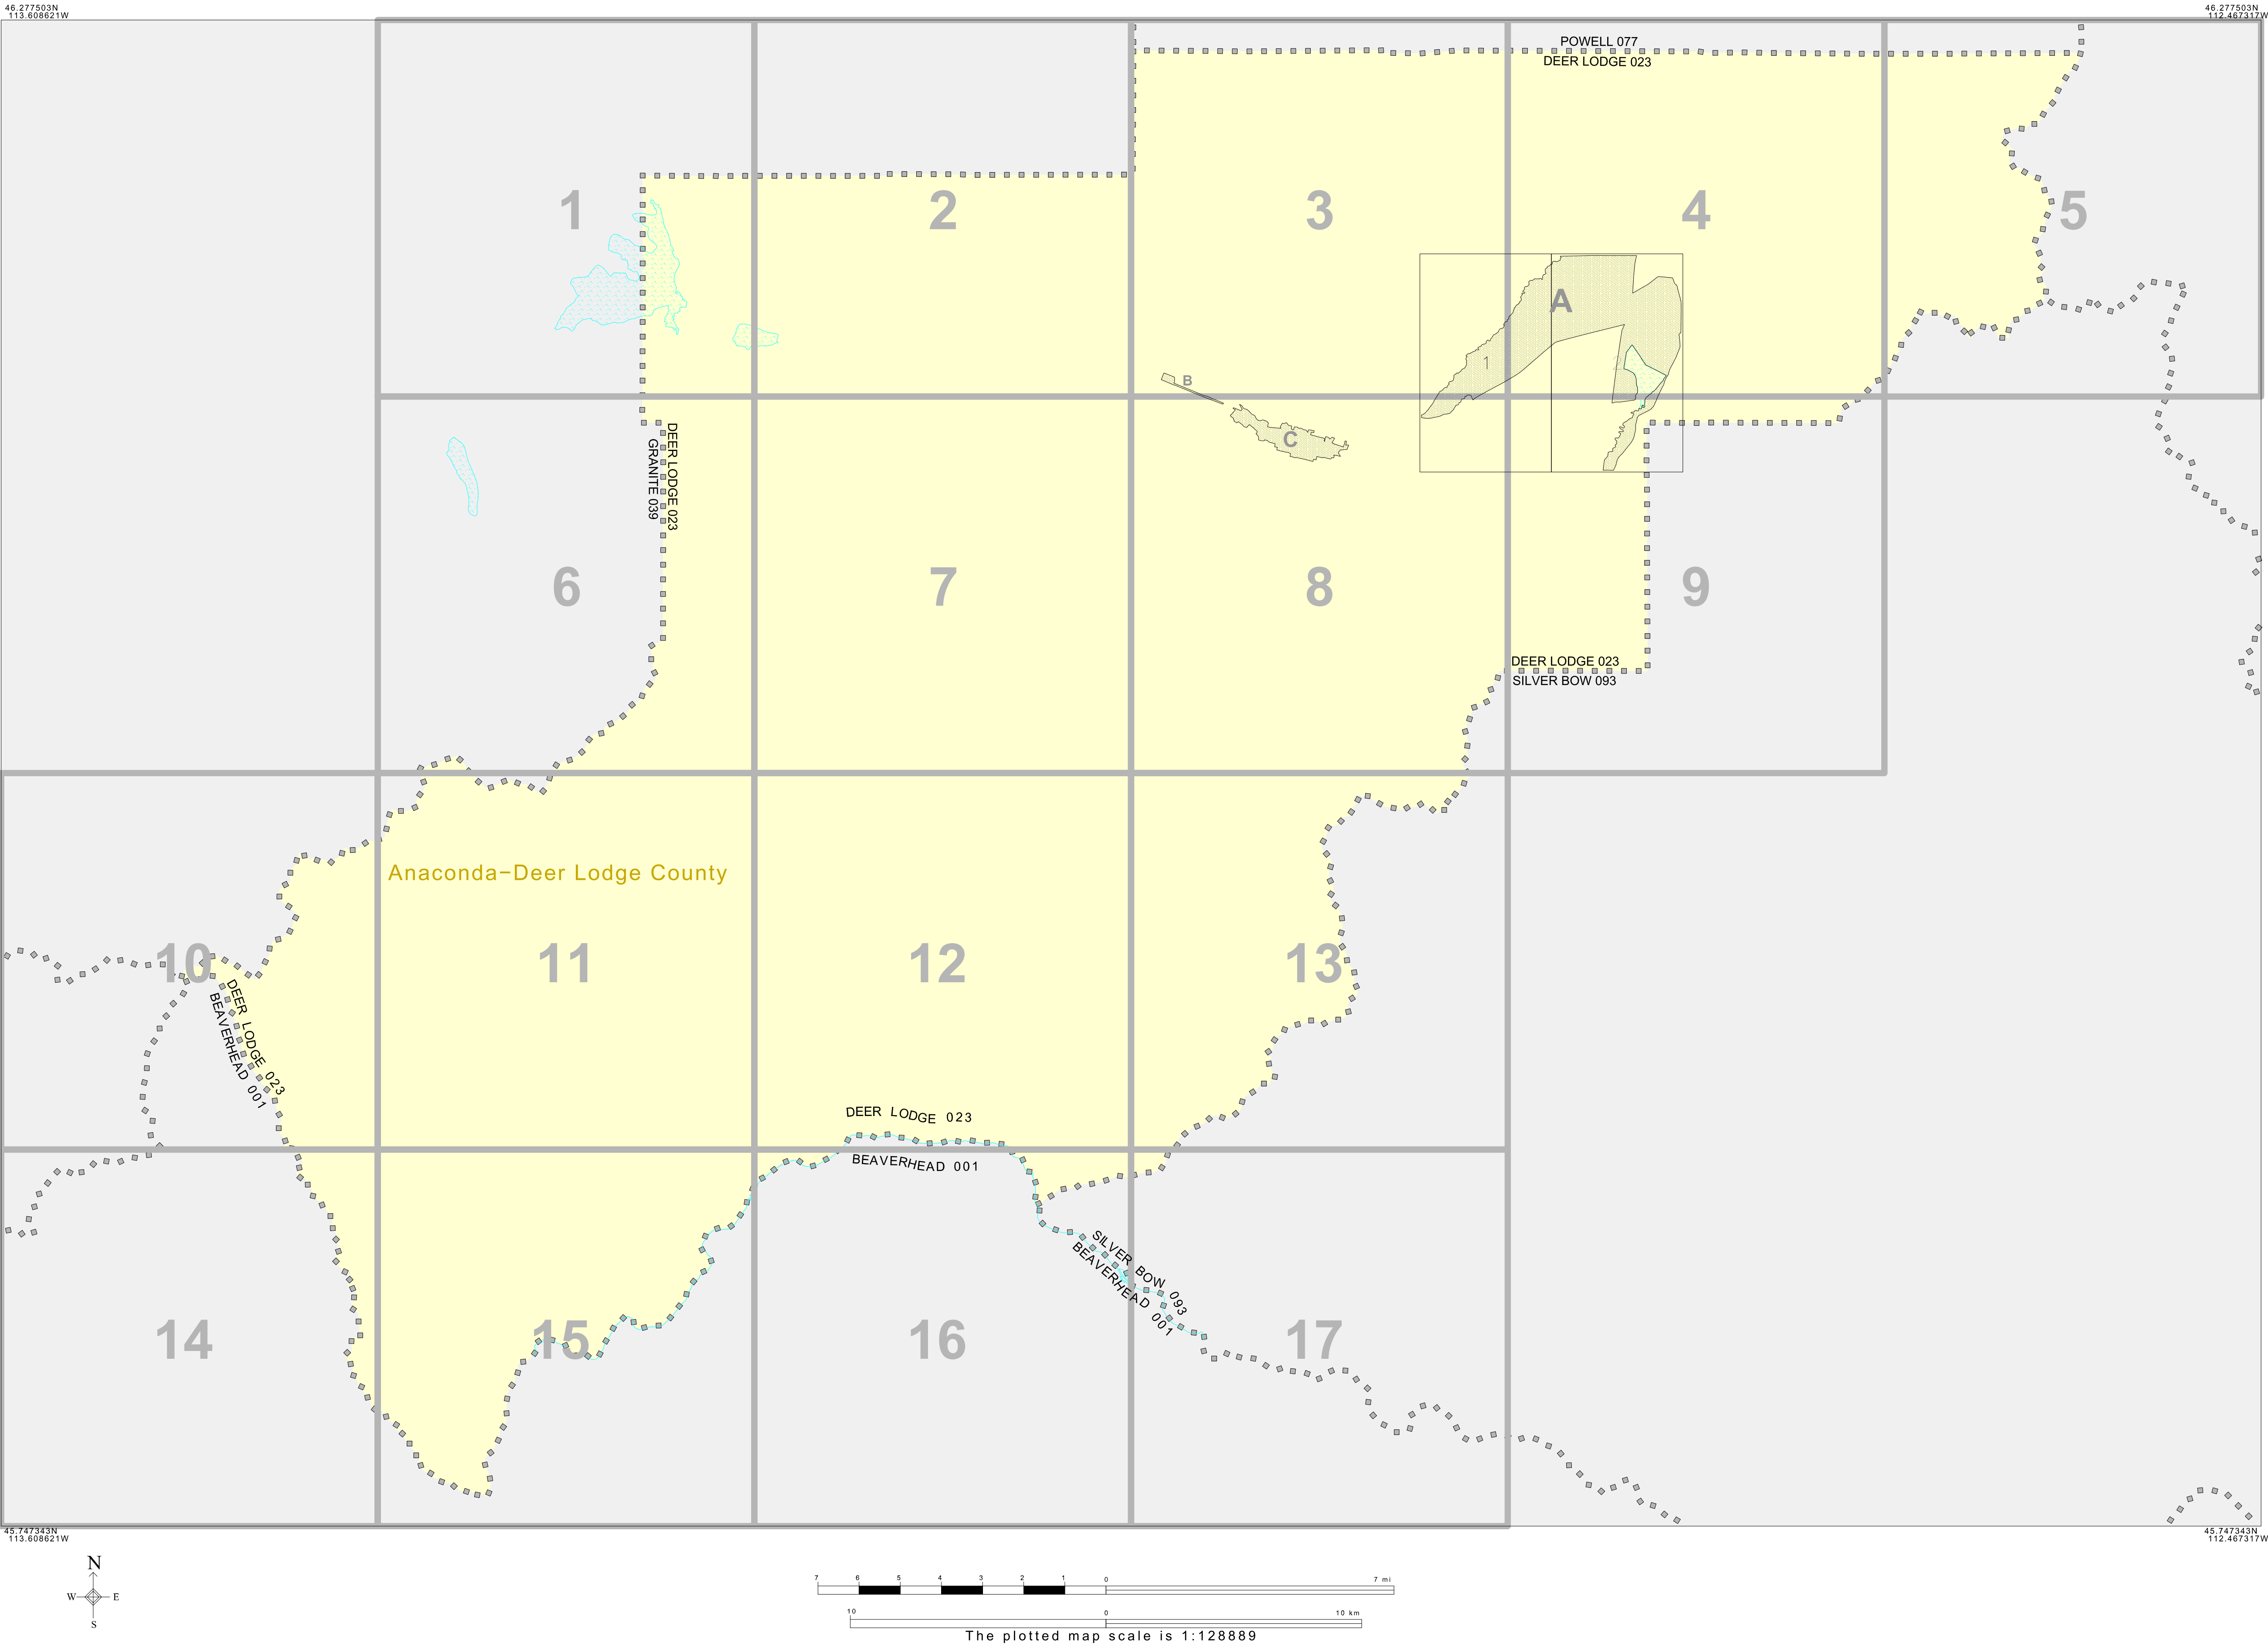 46.277503N
113.608621W
46.277503N
112.467317W
POWELL 077
DEER LODGE 023
1
2
3
4
5
A
1
B
C
DEER LODGE 023
GRANITE 039
6
7
8
9
DEER LODGE 023
SILVER BOW 093
Anaconda-Deer Lodge County
10
11
12
13
DEER LODGE 023
BEAVERHEAD 001
DEER LODGE 023
BEAVERHEAD 001
SILVER BOW 093
BEAVERHEAD 001
14
15
16
17
45.747343N
113.608621W
45.747343N
112.467317W
N
W E
S
7 6 5 4 3 2 1 0 7 mi
10 0 10 km
The plotted map scale is 1:128889